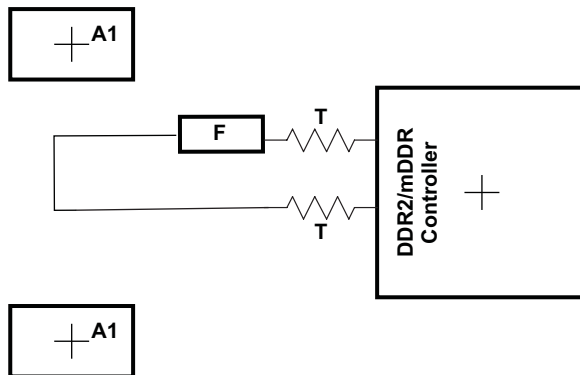 A1
F
T
T
DDR2/mDDR
Controller
A1